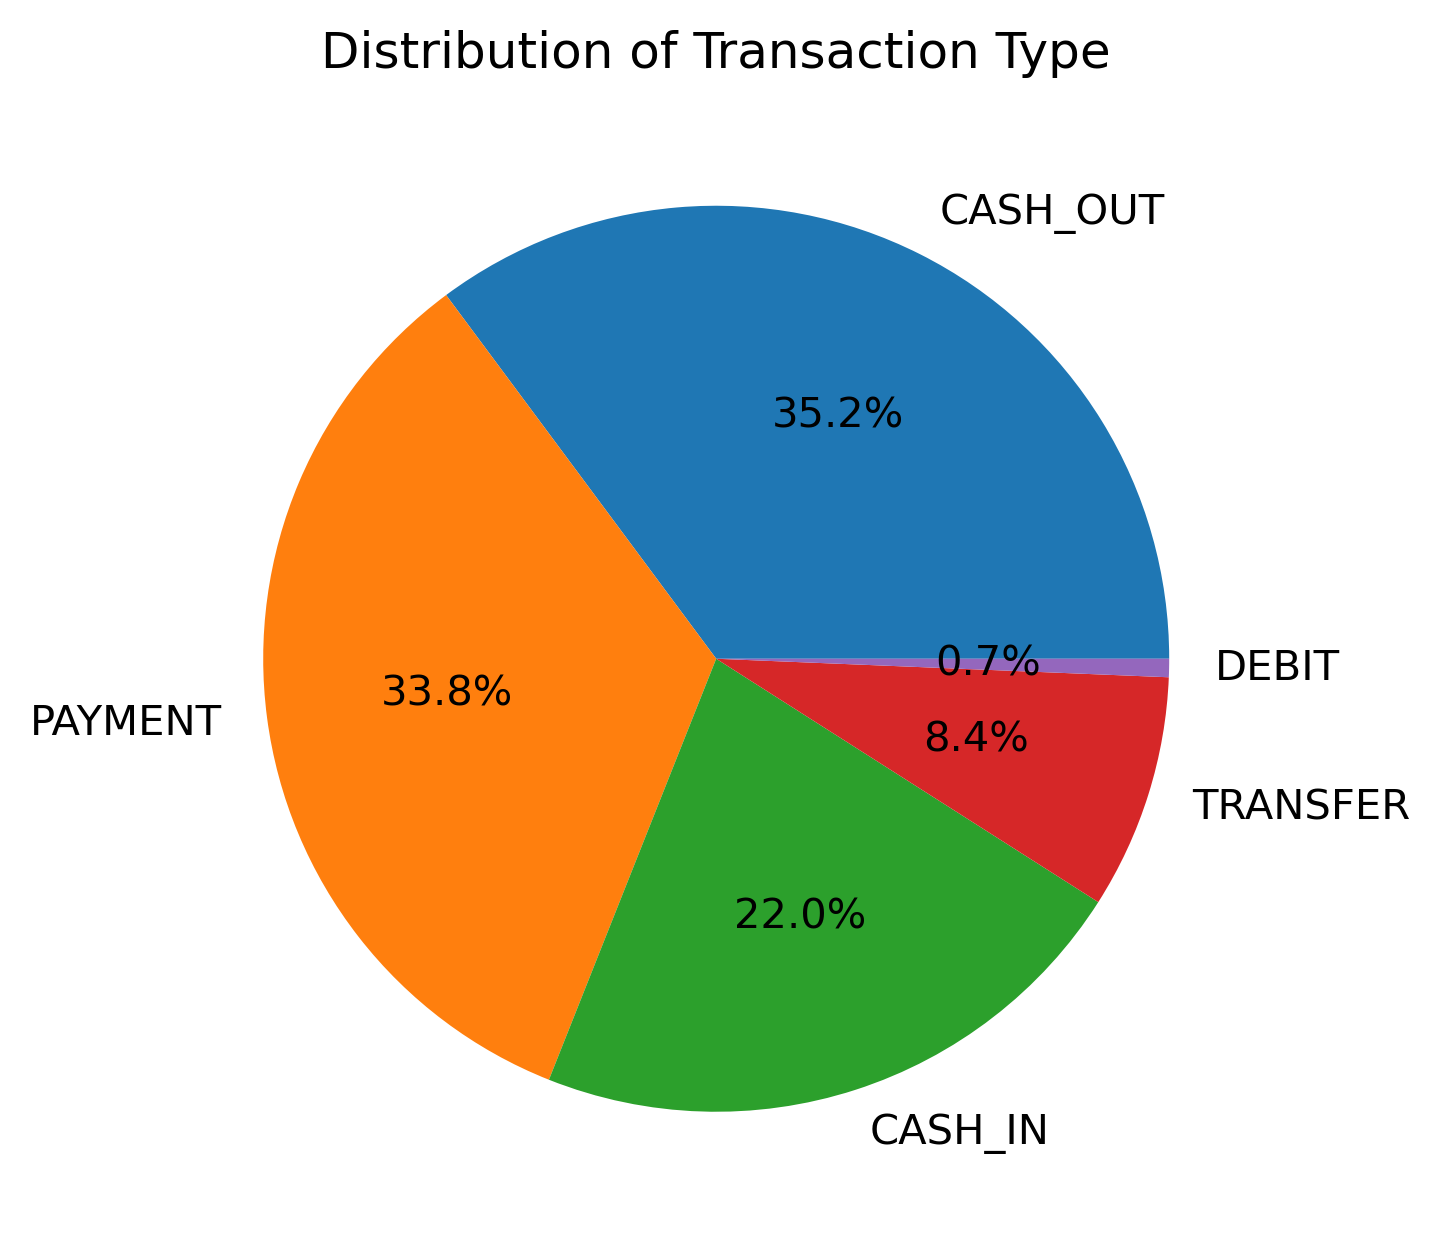 Distribution of Transaction Type
CASH_OUT
35.2%
0.7%
DEBIT
33.8%
PAYMENT
8.4%
TRANSFER
22.0%
CASH_IN